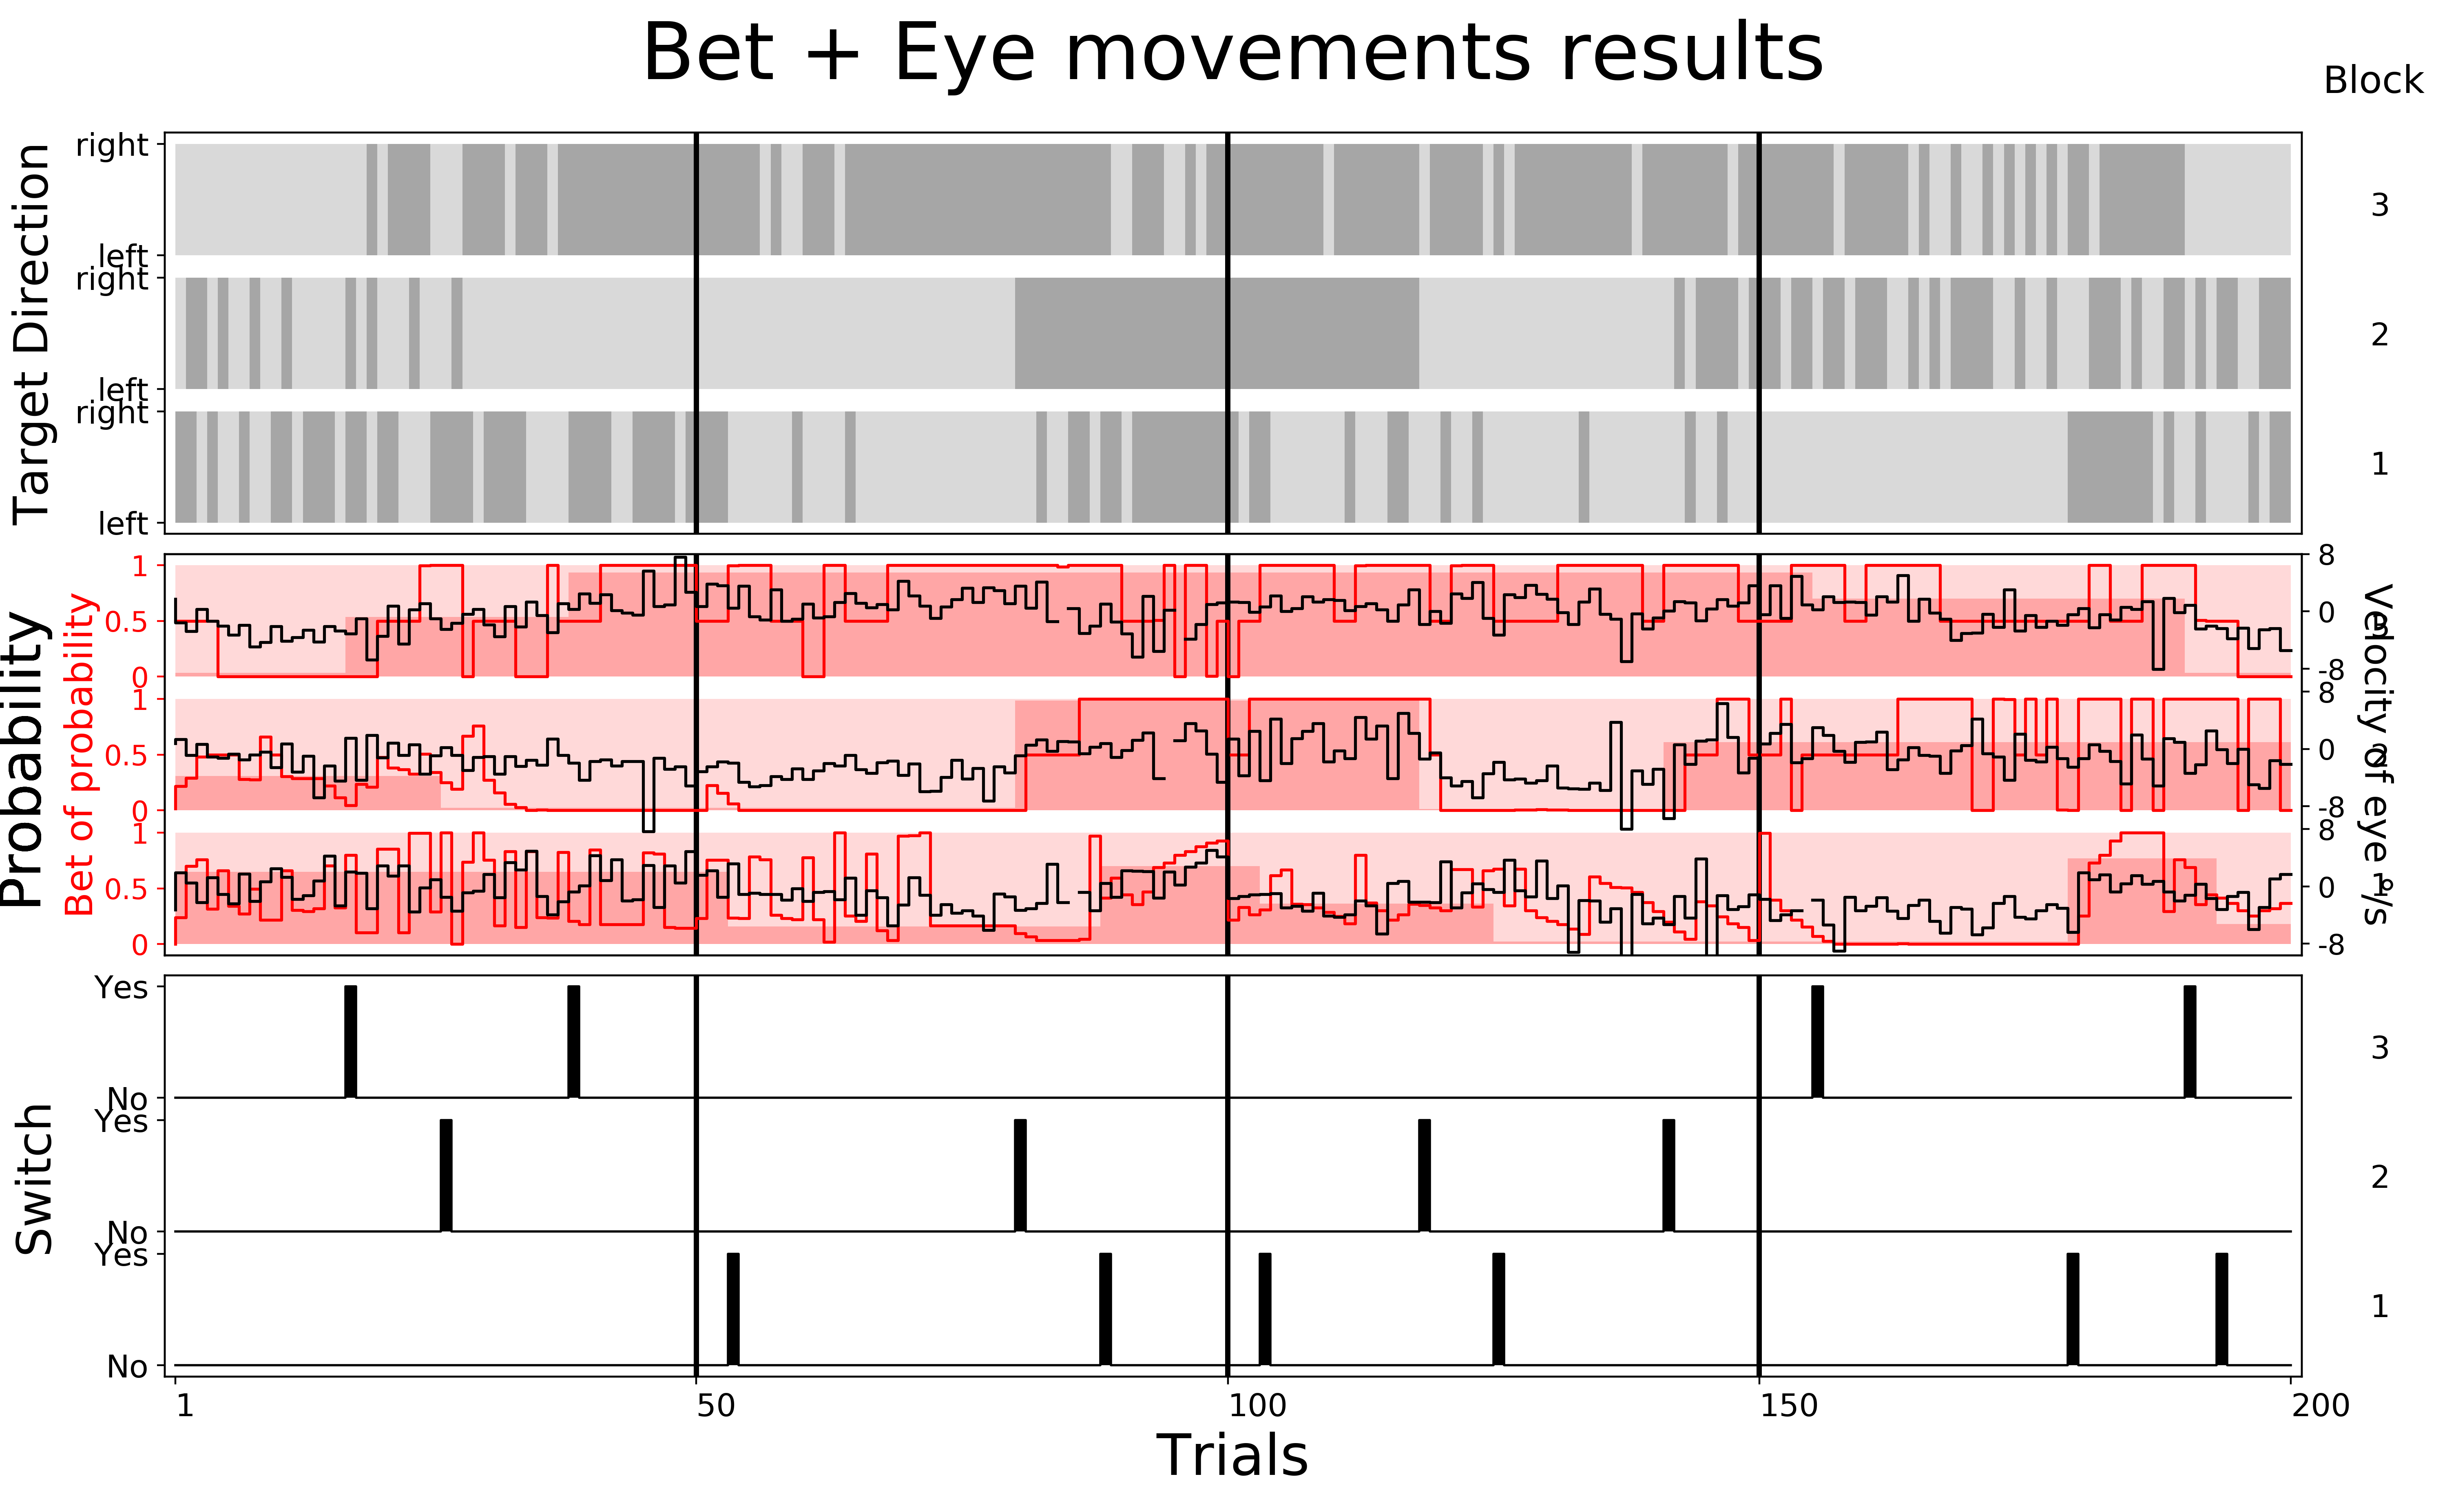 Bet + Eye movements results
Block
Target Direction
right
left
right
left
right
left
3
2
1
Probability
Bet of probability
1
0.5
0
1
0.5
0
1
0.5
0
8
0
-8
8
0
-8
8
0
-8
Velocity of eye °/s
3
2
1
Switch
Yes
No
Yes
No
Yes
No
3
2
1
1
50
100
150
200
Trials